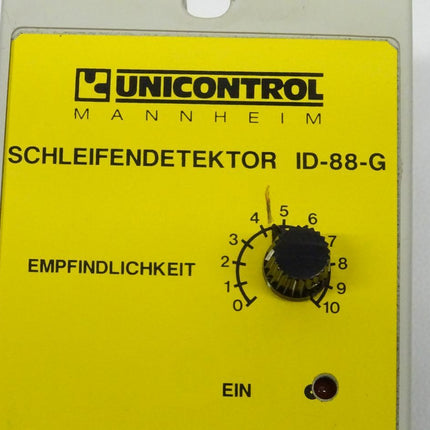 UNICONTROL
MANNHEIM
SCHLEIFENDETEKTOR ID-88-G
EMPFINDLICHKEIT
0 1 2 3 4 5 6 7 8 9 10
EIN